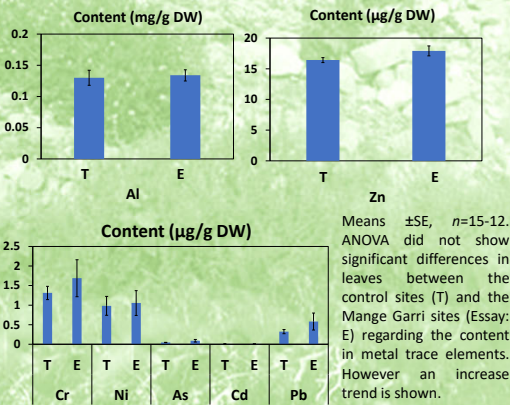 Content (mg/g DW)
0.2
0.15
0.1
0.05
0
T E
Al
Content (µg/g DW)
20
15
10
5
0
T E
Zn
Content (µg/g DW)
2.5
2
1.5
1
0.5
0
T E T E T E T E T E
Cr Ni As Cd Pb
Means ±SE, n=15-12.
ANOVA did not show
significant differences in
leaves between the
control sites (T) and the
Mange Garri sites (Essay:
E) regarding the content
in metal trace elements.
However an increase
trend is shown.